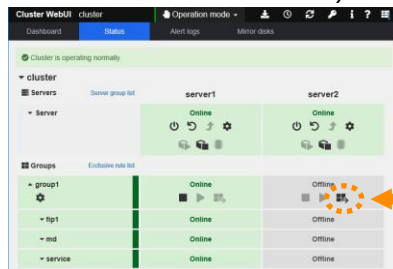 Cluster WebUI cluster Operation mode
Dashboard Status Alert logs Mirror disks
Cluster is operating normally
cluster
Servers Server group list server1 server2
Server Online Online
Groups Exclusive rule list
group1 Online Offline
fip1 Online Offline
md Online Offline
service Online Offline